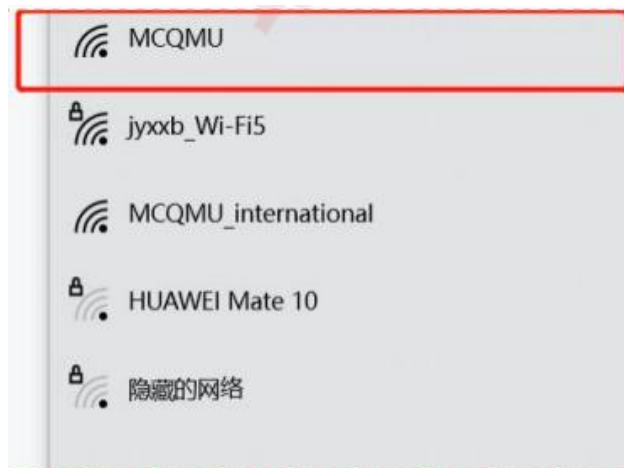 MCQMU
jyxxb_Wi-Fi5
MCQMU_international
HUAWEI Mate 10
隐藏的网络